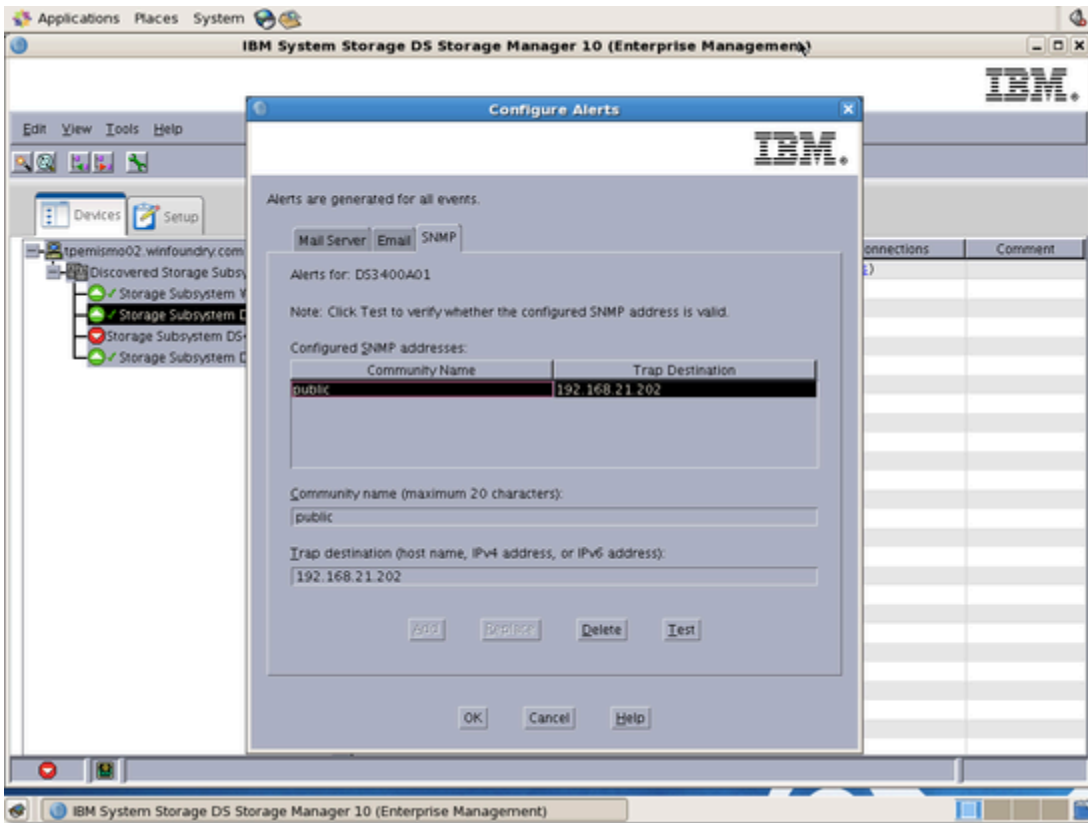 Applications Places System
IBM System Storage DS Storage Manager 10 (Enterprise Management)
IBM.
Configure Alerts
Edit View Tools Help
IBM.
Alerts are generated for all events.
Devices Setup
Mail Server Email SNMP
tpemismo02.winfoundry.com
onnections Comment
Discovered Storage Subsy
Alerts for: DS3400A01
Storage Subsystem
Storage Subsystem D
Note: Click Test to verify whether the configured SNMP address is valid.
Storage Subsystem DS
Configured SNMP addresses:
Storage Subsystem D
Community Name Trap Destination
public 192.168.21.202
Community name (maximum 20 characters):
public
Trap destination (host name, IPv4 address, or IPv6 address):
192.168.21.202
Add Replace Delete Test
OK Cancel Help
IBM System Storage DS Storage Manager 10 (Enterprise Management)